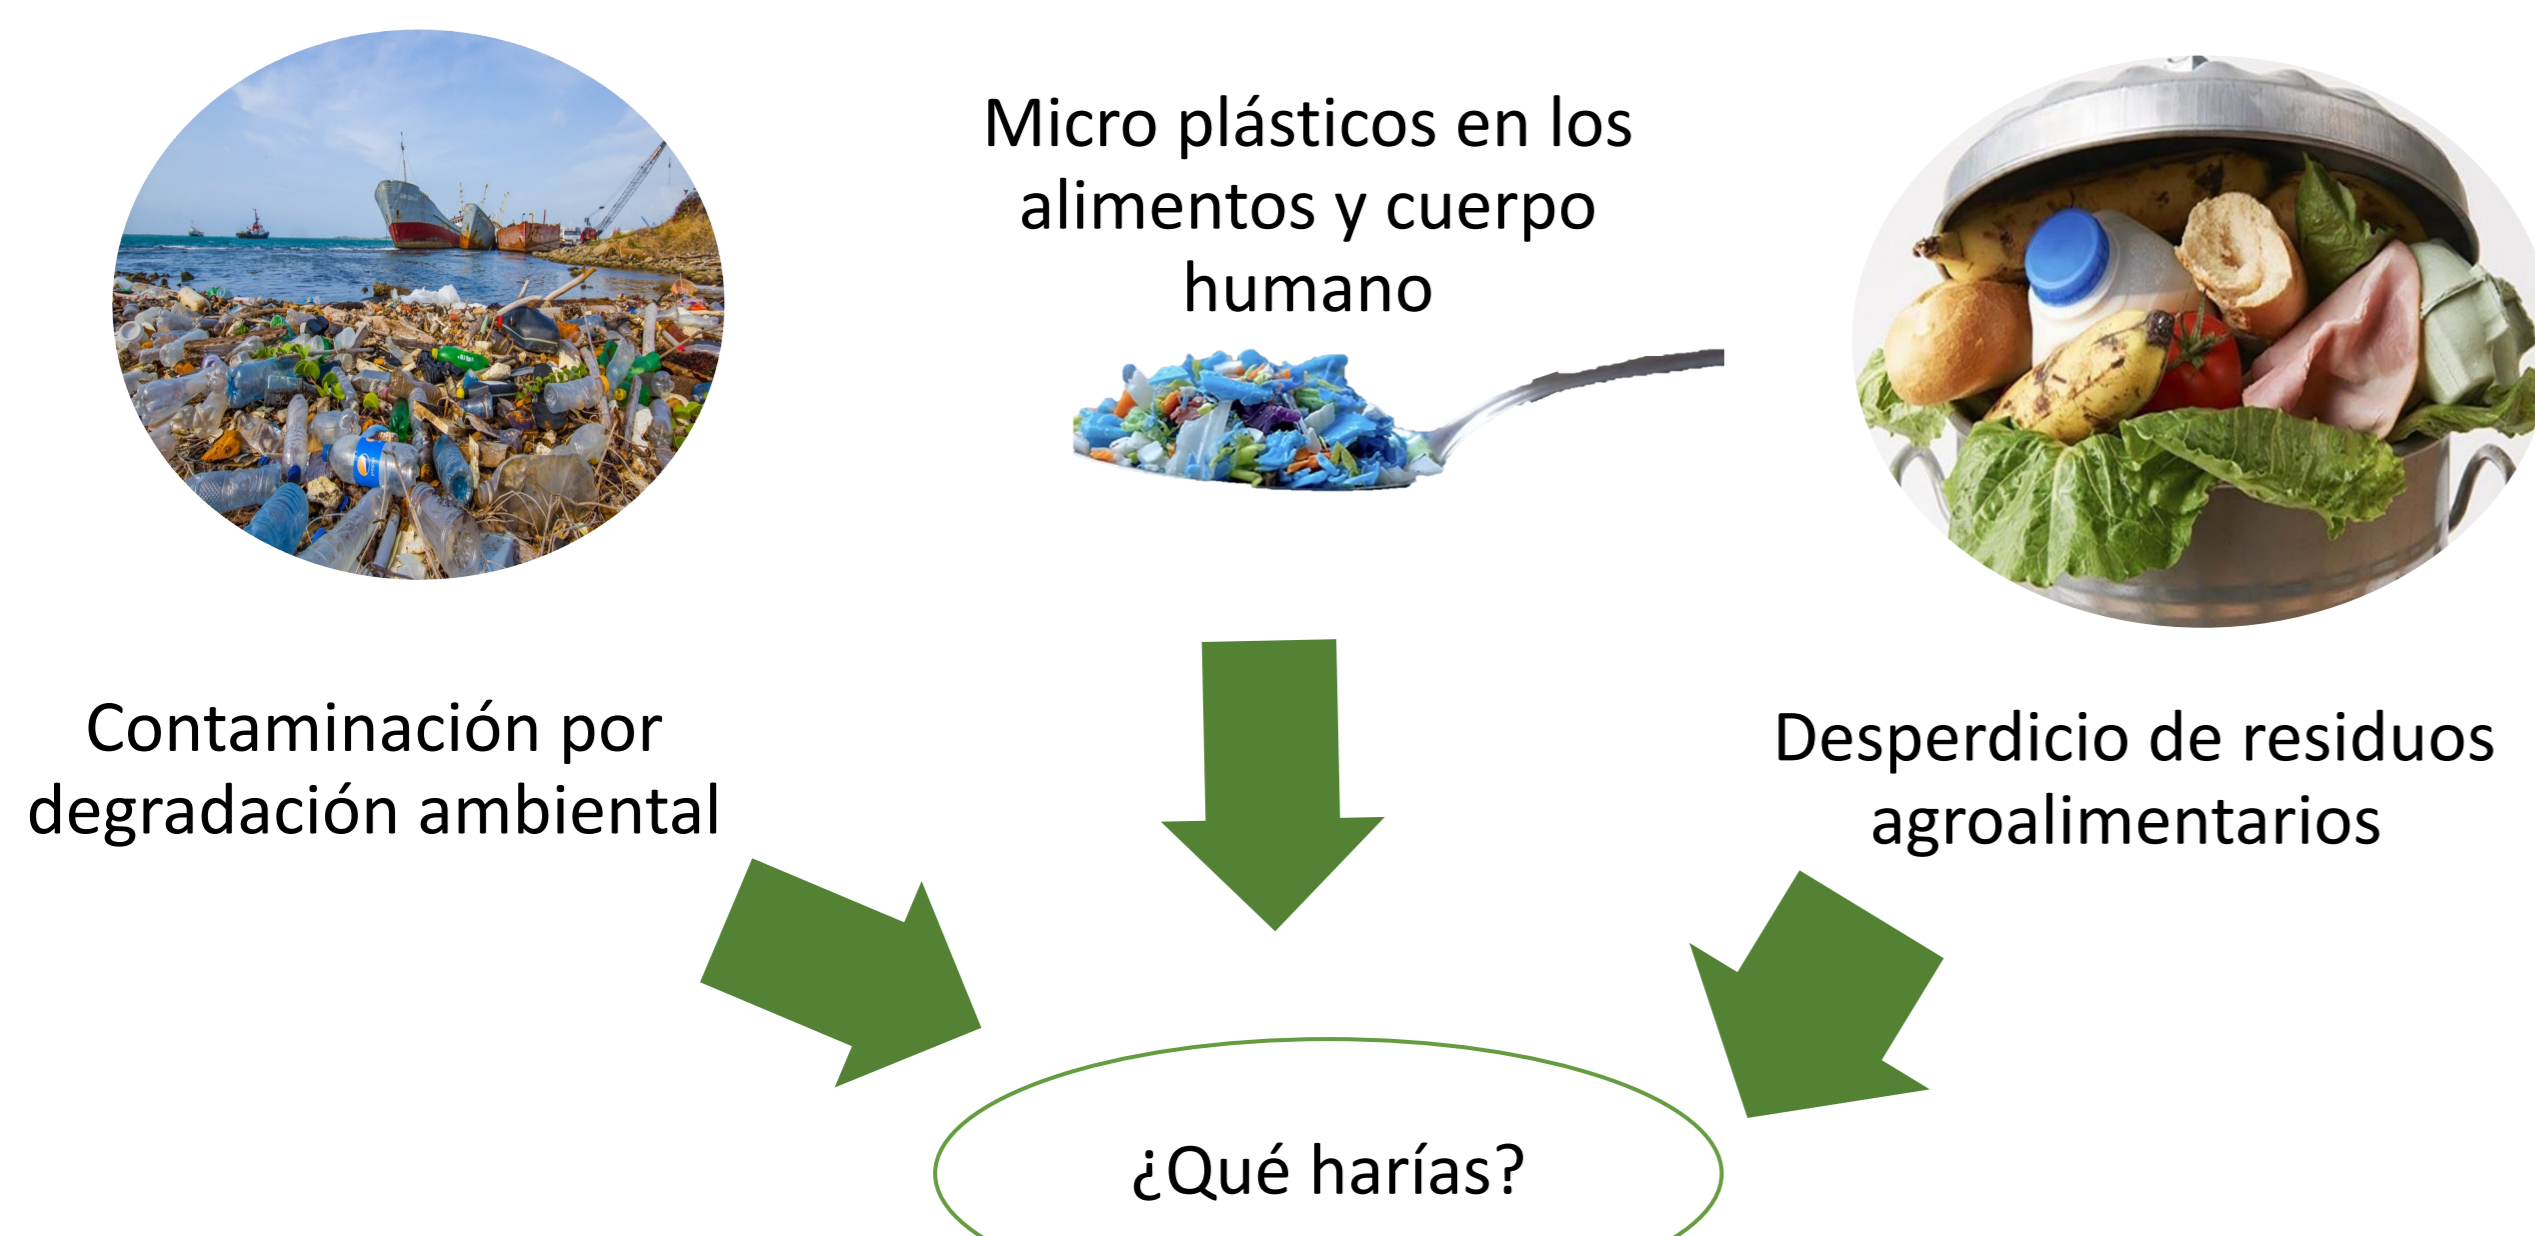 Micro plásticos en los
alimentos y cuerpo
humano
Contaminación por
degradación ambiental
Desperdicio de residuos
agroalimentarios
¿Qué harías?